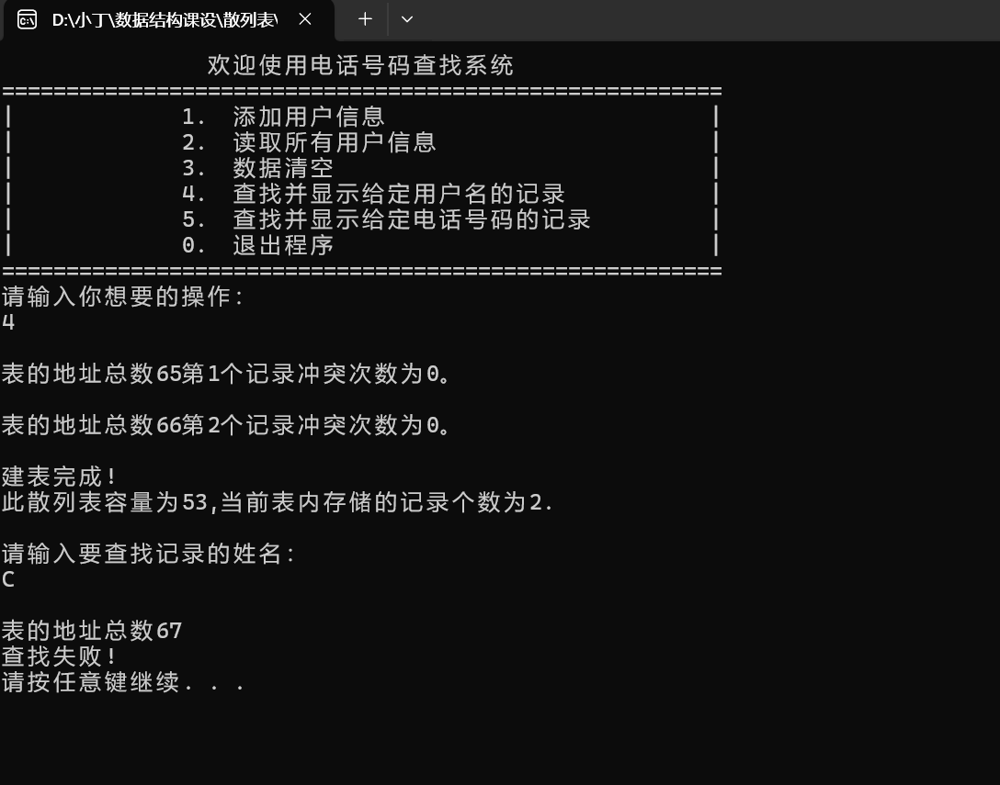 D:\小丁\数据结构课设\散列表\
欢迎使用电话号码查找系统
========================================================
|             1.  添加用户信息                          |
|             2.  读取所有用户信息                      |
|             3.  数据清空                              |
|             4.  查找并显示给定用户名的记录            |
|             5.  查找并显示给定电话号码的记录          |
|             0.  退出程序                              |
========================================================
请输入你想要的操作:
4
表的地址总数65第1个记录冲突次数为0。
表的地址总数66第2个记录冲突次数为0。
建表完成!
此散列表容量为53,当前表内存储的记录个数为2.
请输入要查找记录的姓名:
C
表的地址总数67
查找失败!
请按任意键继续. . .